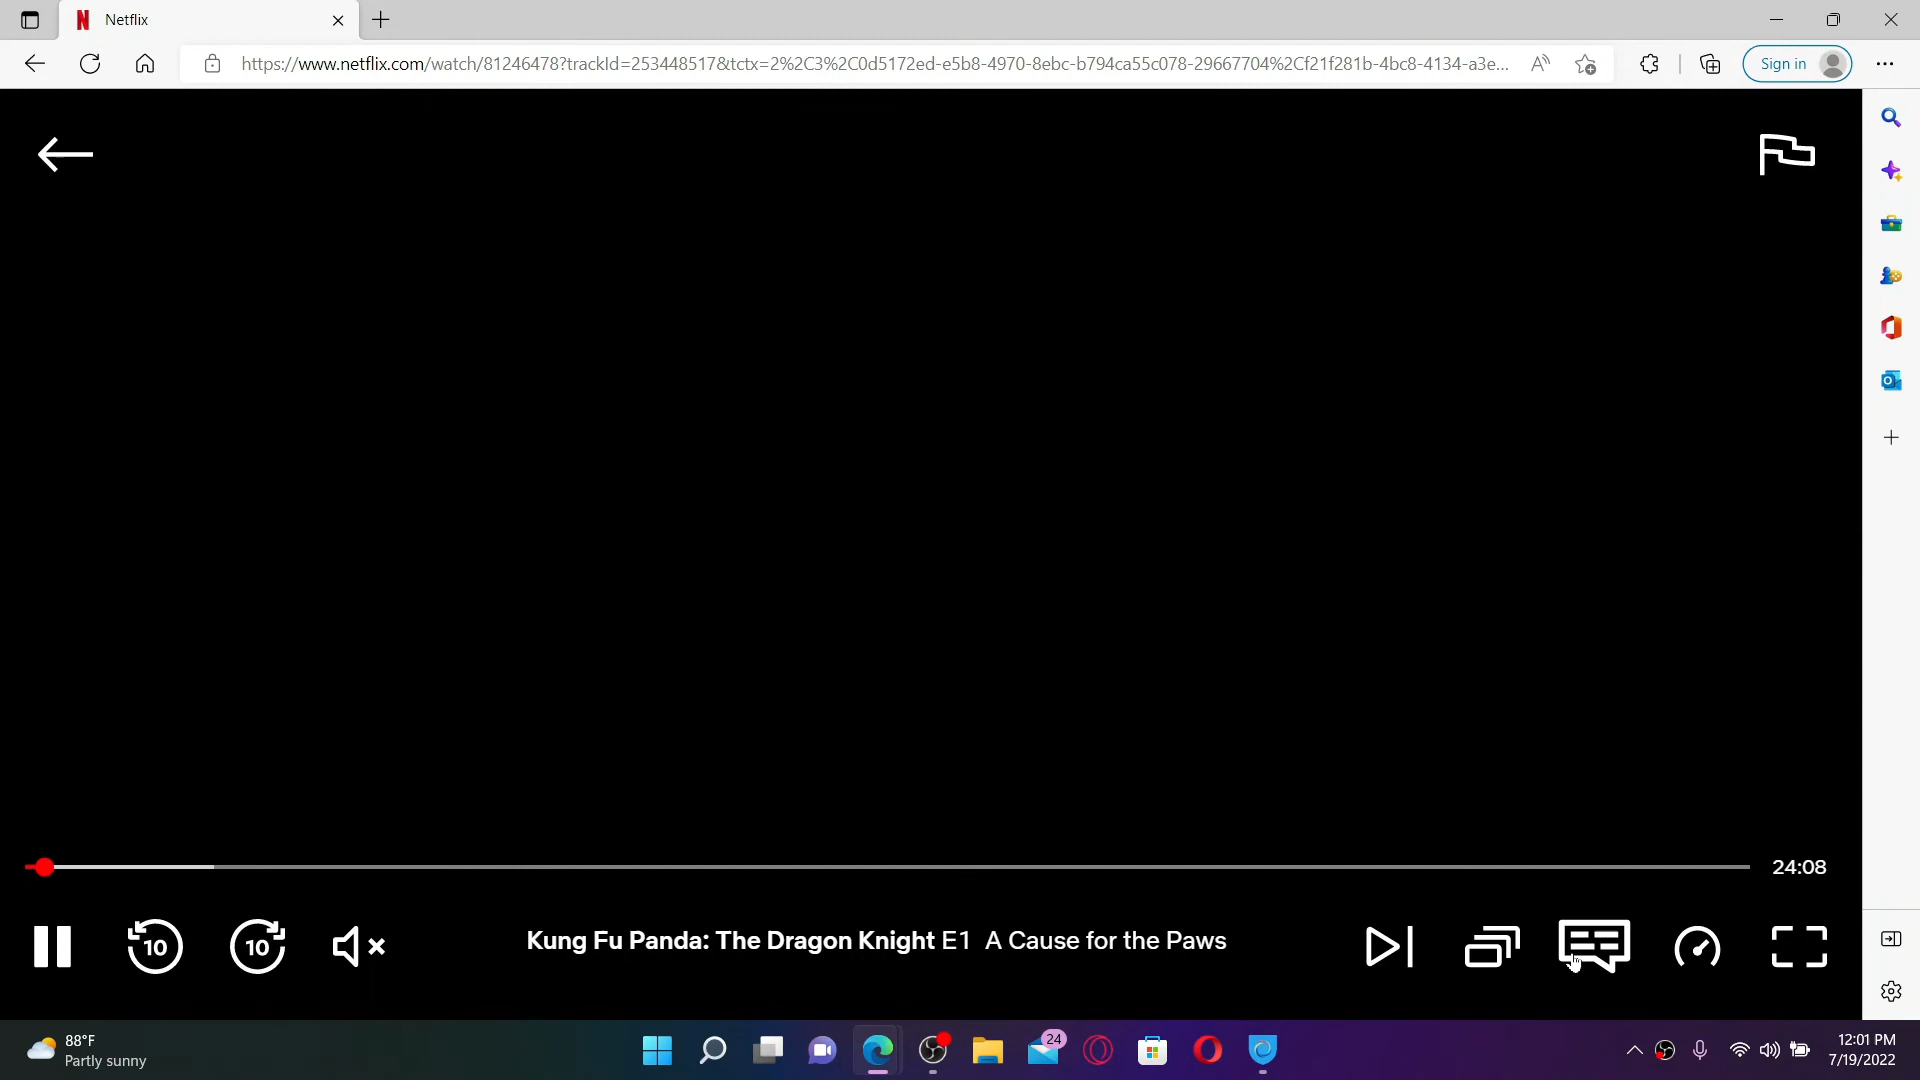 Netflix
https://www.netflix.com/watch/81246478?trackId=253448517&tctx=2%2C3%2C0d5172ed-e5b8-4970-8ebc-b794ca55c078-29667704%2Cf21f281b-4bc8-4134-a3e...
Sign in
24:08
10
10
Kung Fu Panda: The Dragon Knight E1 A Cause for the Paws
88°F
Partly sunny
24
12:01 PM
7/19/2022